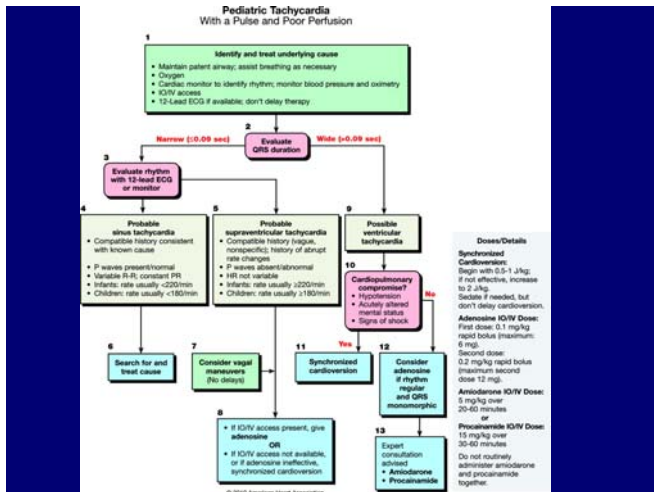 Pediatric Tachycardia
With a Pulse and Poor Perfusion
1
Identify and treat underlying cause
• Maintain patent airway; assist breathing as necessary
• Oxygen
• Cardiac monitor to identify rhythm; monitor blood pressure and oximetry
• IO/IV access
• 12-Lead ECG if available; don't delay therapy
Narrow (≤0.09 sec)
2
Evaluate
QRS duration
Wide (>0.09 sec)
3
Evaluate rhythm
with 12-lead ECG
or monitor
4
Probable
sinus tachycardia
• Compatible history consistent
with known cause
• P waves present/normal
• Variable R-R; constant PR
• Infants: rate usually <220/min
• Children: rate usually <180/min
5
Probable
supraventricular tachycardia
• Compatible history (vague,
nonspecific); history of abrupt
rate changes
• P waves absent/abnormal
• HR not variable
• Infants: rate usually ≥220/min
• Children: rate usually ≥180/min
9
Possible
ventricular
tachycardia
10
Cardiopulmonary
compromise?
• Hypotension
• Acutely altered
mental status
• Signs of shock
No
Yes
6
Search for and
treat cause
7
Consider vagal
maneuvers
(No delays)
8
• If IO/IV access present, give
adenosine
OR
• If IO/IV access not available,
or if adenosine ineffective,
synchronized cardioversion
11
Synchronized
cardioversion
12
Consider
adenosine
if rhythm
regular
and QRS
monomorphic
13
Expert
consultation
advised
• Amiodarone
• Procainamide
Doses/Details
Synchronized
Cardioversion:
Begin with 0.5-1 J/kg;
if not effective, increase
to 2 J/kg.
Sedate if needed, but
don't delay cardioversion.
Adenosine IO/IV Dose:
First dose: 0.1 mg/kg
rapid bolus (maximum:
6 mg).
Second dose:
0.2 mg/kg rapid bolus
(maximum second
dose 12 mg).
Amiodarone IO/IV Dose:
5 mg/kg over
20-60 minutes
or
Procainamide IO/IV Dose:
15 mg/kg over
30-60 minutes
Do not routinely
administer amiodarone
and procainamide
together.